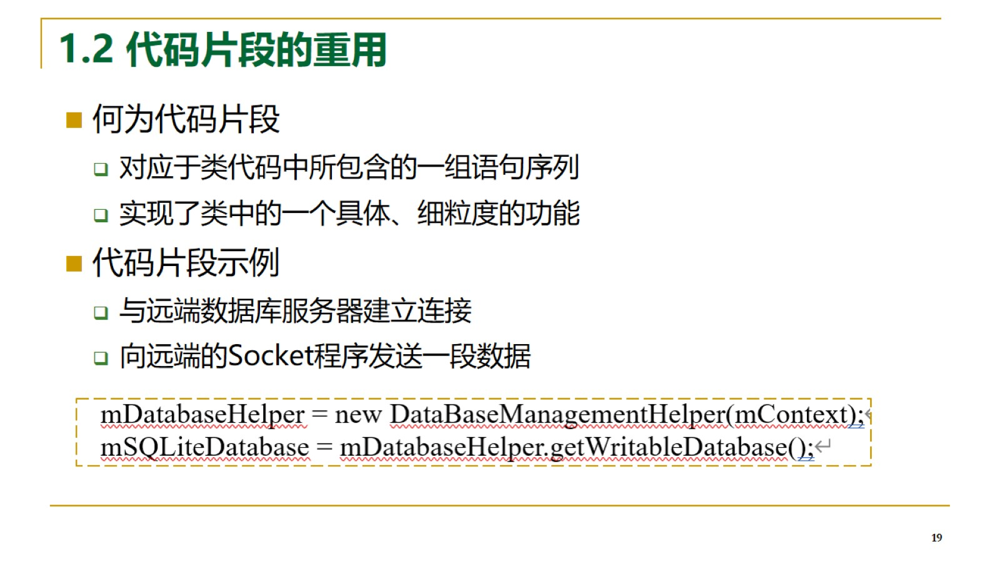 1.2 代码片段的重用
何为代码片段
对应于类代码中所包含的一组语句序列
实现了类中的一个具体、细粒度的功能
代码片段示例
与远端数据库服务器建立连接
向远端的Socket程序发送一段数据
mDatabaseHelper = new DataBaseManagementHelper(mContext);
mSQLiteDatabase = mDatabaseHelper.getWritableDatabase();
19